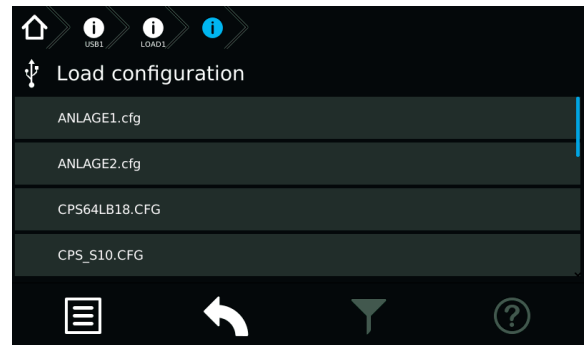 USB1 LOAD1
Load configuration
ANLAGE1.cfg
ANLAGE2.cfg
CPS64LB18.CFG
CPS_S10.CFG